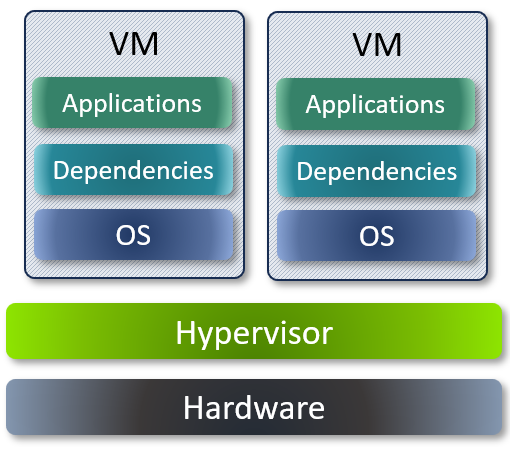 VM
Applications
Dependencies
OS
VM
Applications
Dependencies
OS
Hypervisor
Hardware